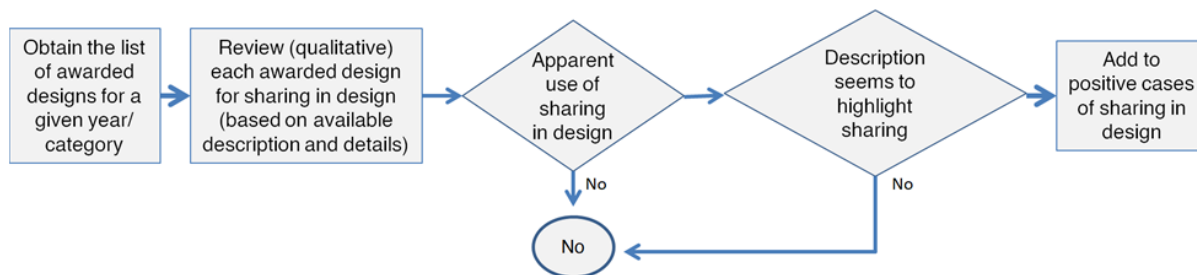 Obtain the list
of awarded
designs for a
given year/
category
Review (qualitative)
each awarded design
for sharing in design
(based on available
description and details)
Apparent
use of
sharing
in design
Description
seems to
highlight
sharing
Add to
positive cases
of sharing in
design
No
No
No